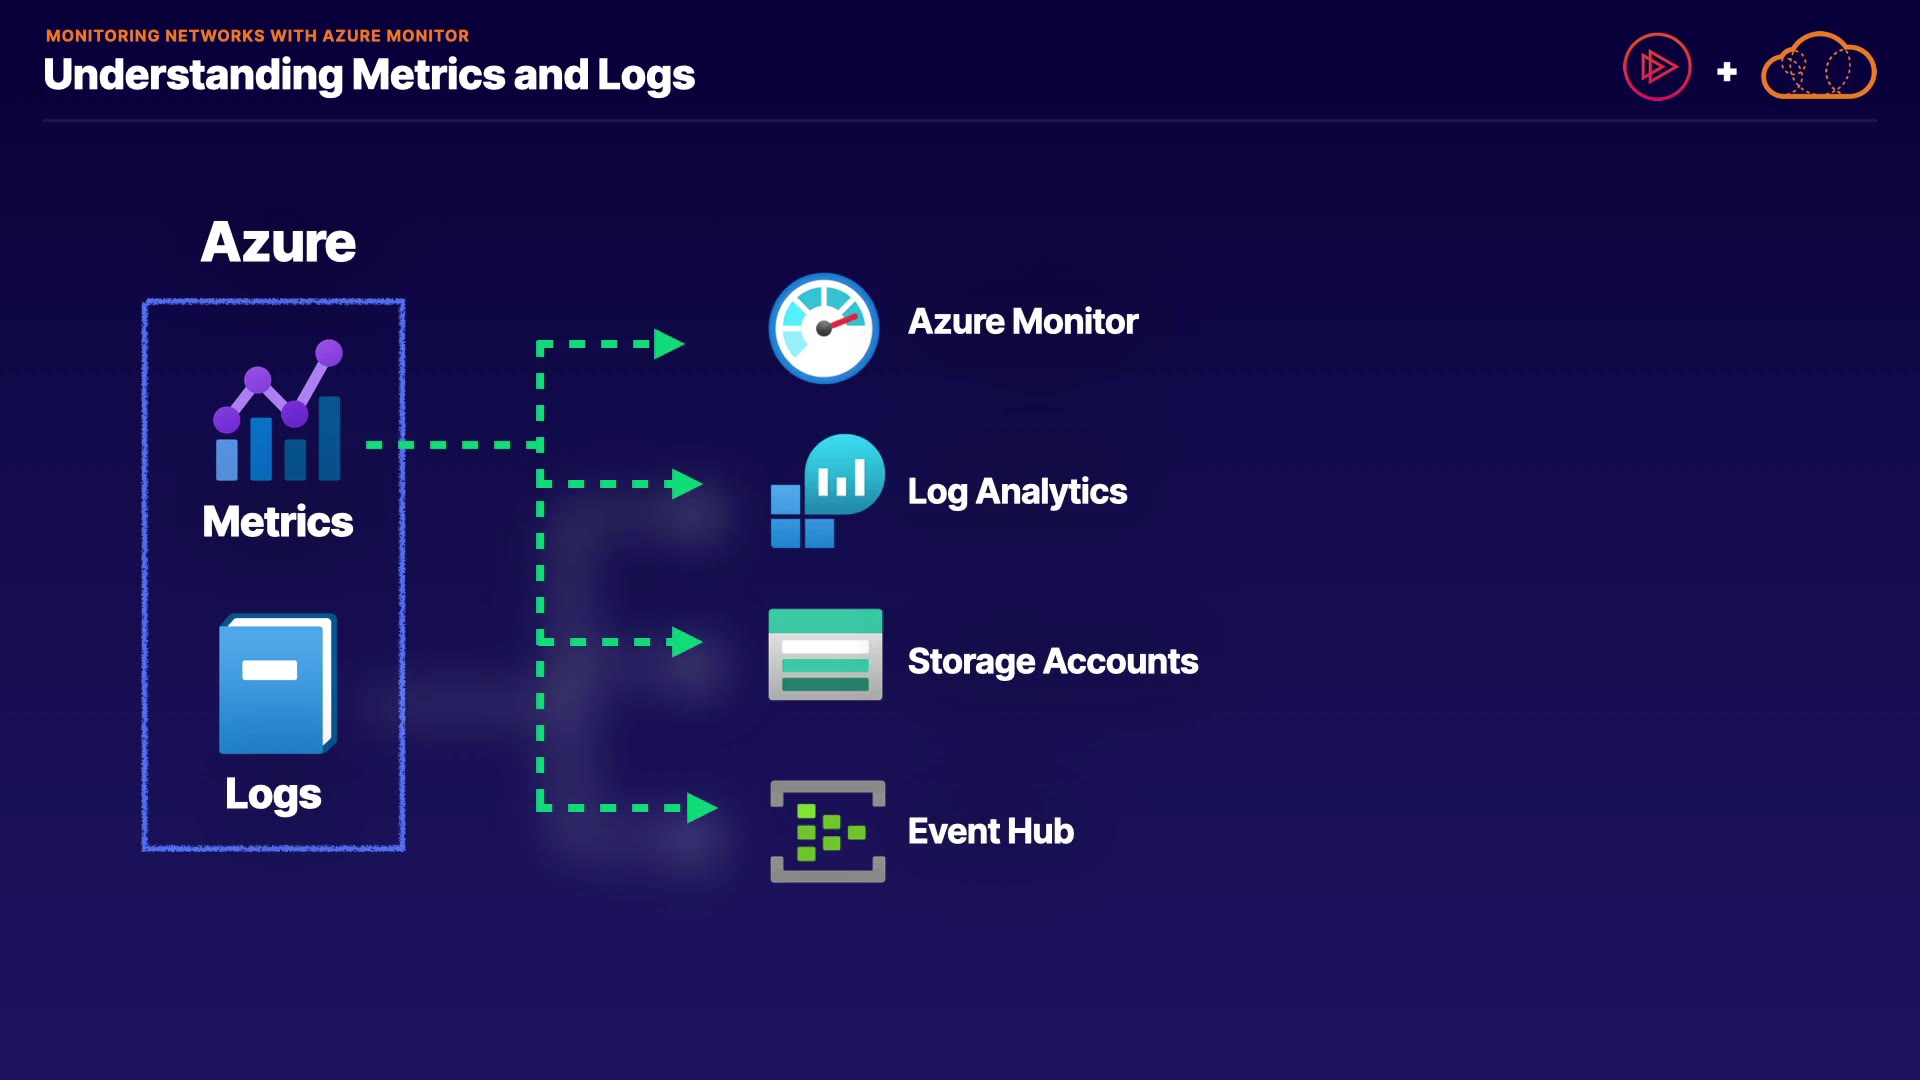 MONITORING NETWORKS WITH AZURE MONITOR
Understanding Metrics and Logs
Azure
Metrics
Logs
Azure Monitor
Log Analytics
Storage Accounts
Event Hub